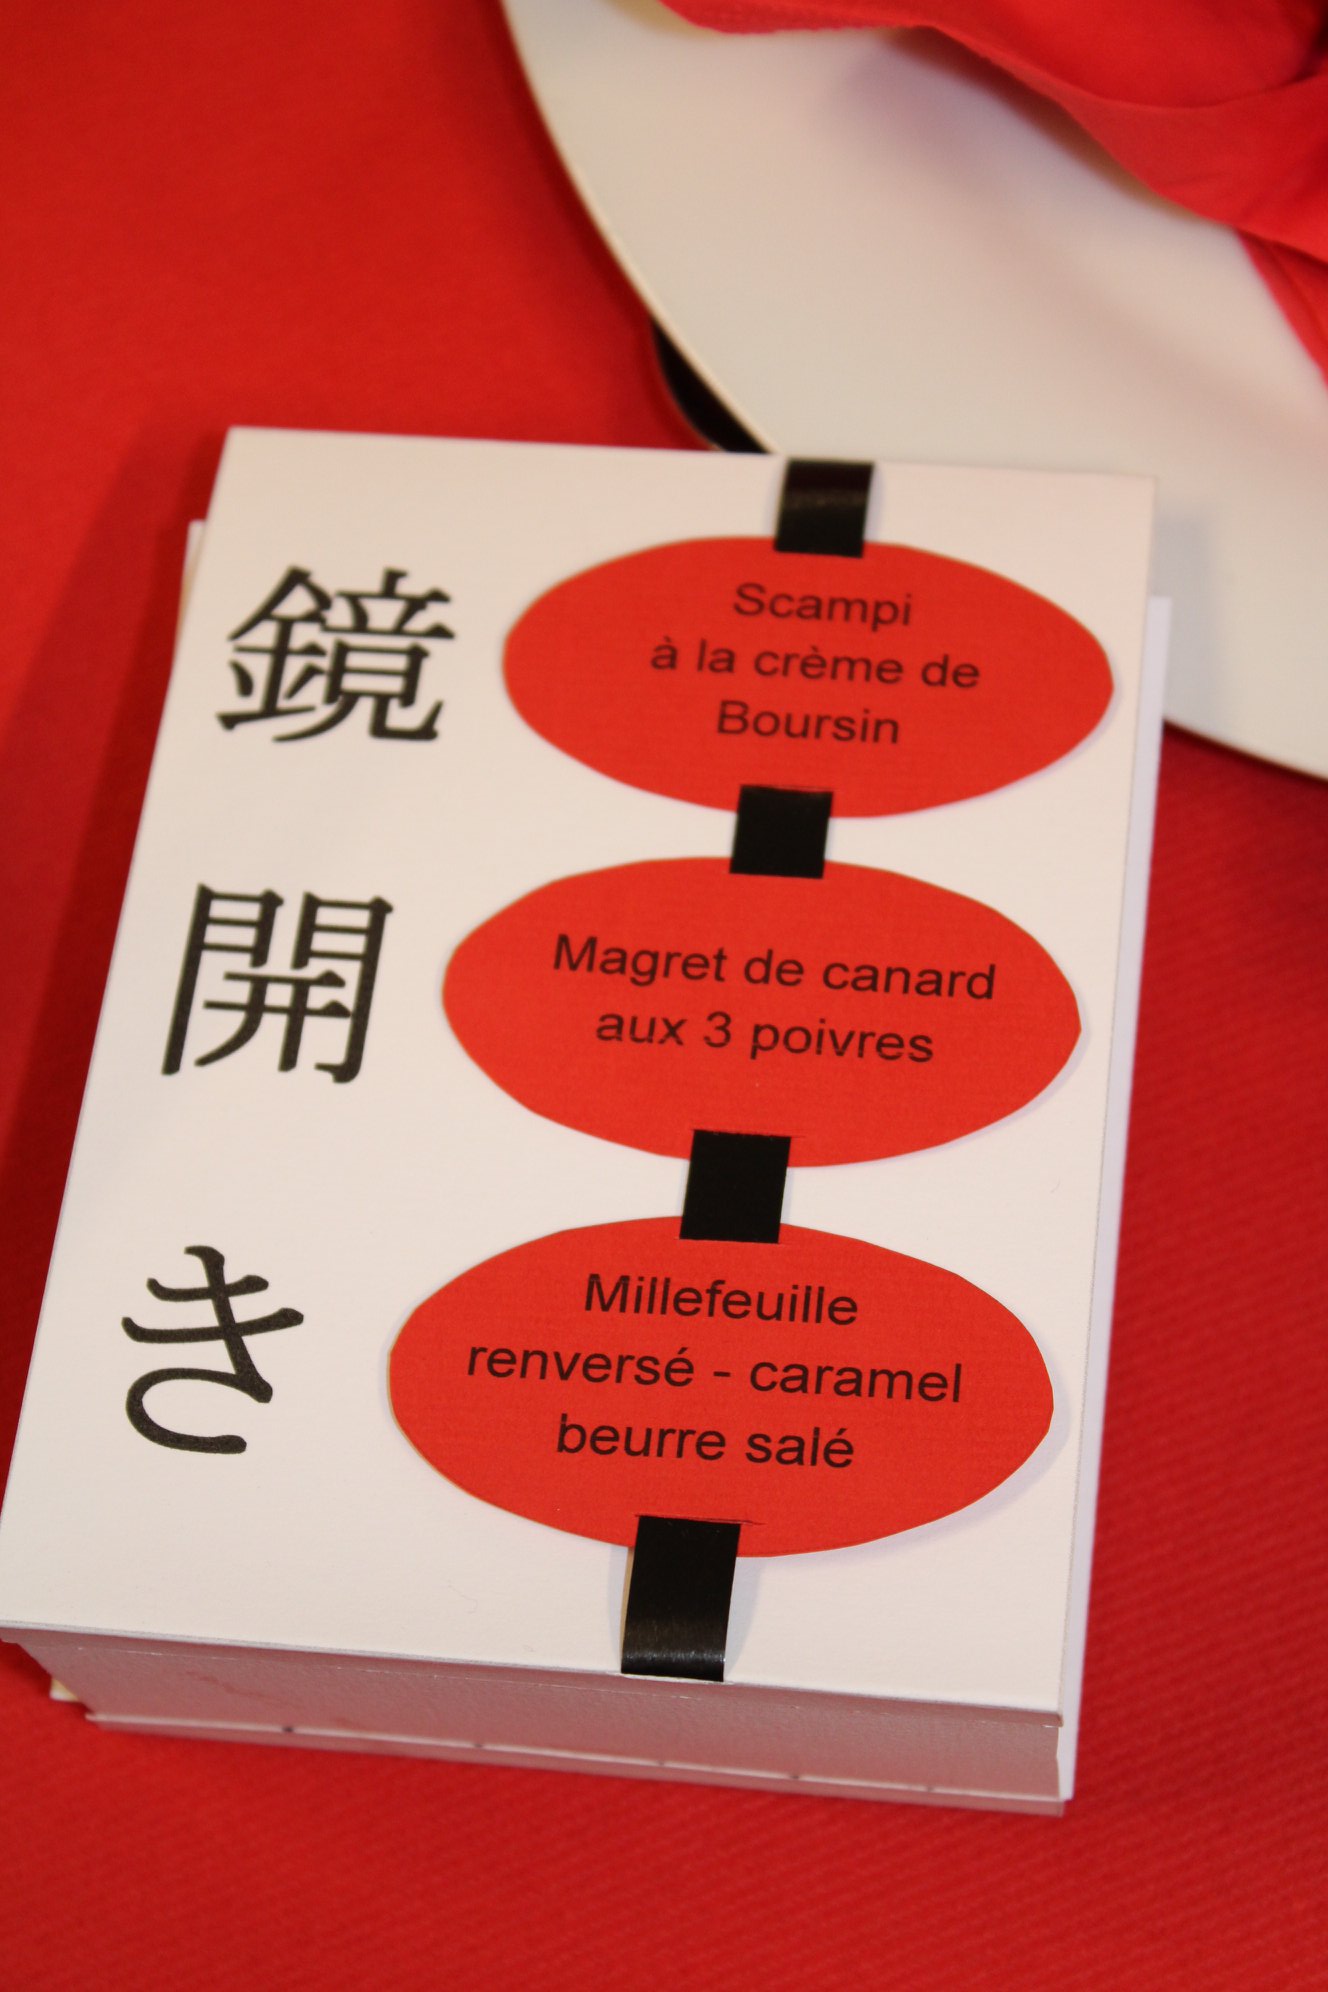 鏡開き
Scampi
à la crème de
Boursin
Magret de canard
aux 3 poivres
Millefeuille
renversé - caramel
beurre salé